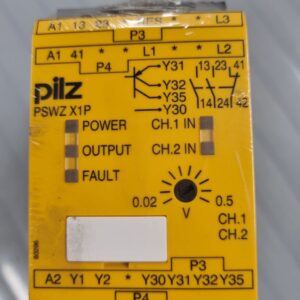 A1 13 23 * * L3
P3
A1 41 * * L1 * * L2
P4
Y31 13 23 41
Y32
Y35
Y30 14 24 42
pilz
PSWZ X1P
POWER CH.1 IN
OUTPUT CH.2 IN
FAULT
0.02 0.5
V
CH.1
CH.2
P3
A2 Y1 Y2 * Y30 Y31 Y32 Y35
P4